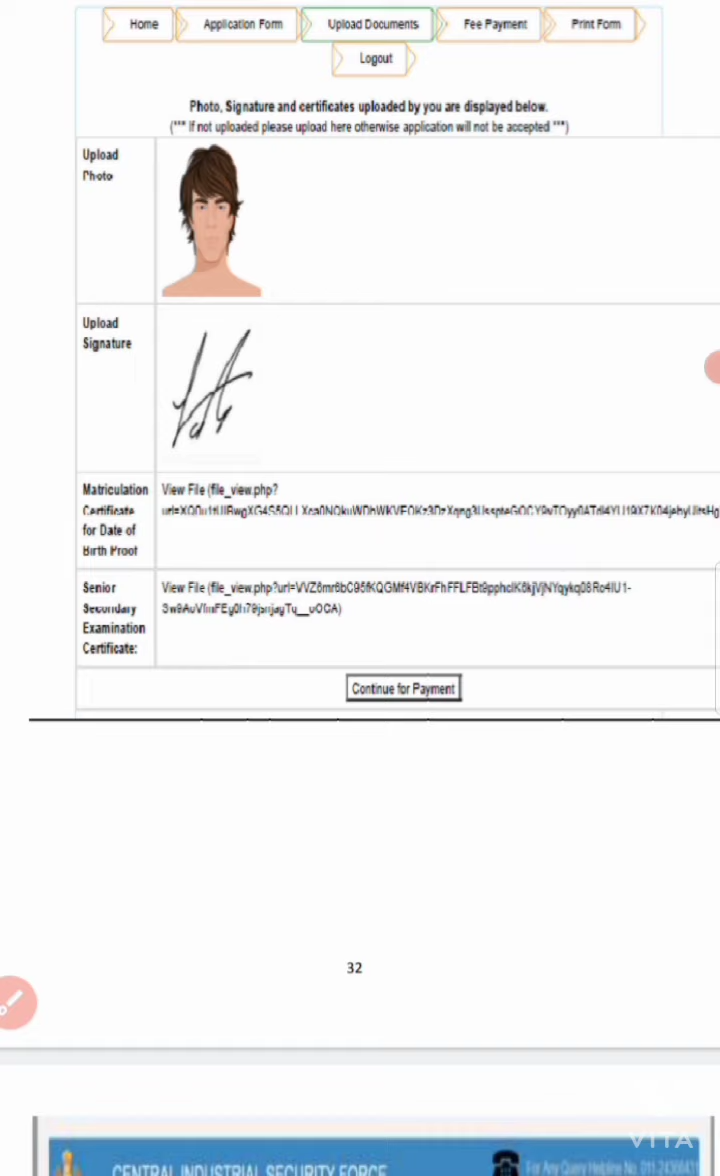 Home
Application Form
Upload Documents
Fee Payment
Print Form
Logout
Photo, Signature and certificates uploaded by you are displayed below.
(*** If not uploaded please upload here otherwise application will not be accepted ***)
Upload
Photo
Upload
Signature
Matriculation
Certificate
for Date of
Birth Proof
View File (file_view.php?
Senior
Secondary
Examination
Certificate:
View File
Continue for Payment
32
VITA
CENTRAL INDUSTRIAL SECURITY FORCE
For Any Query Helpline No.